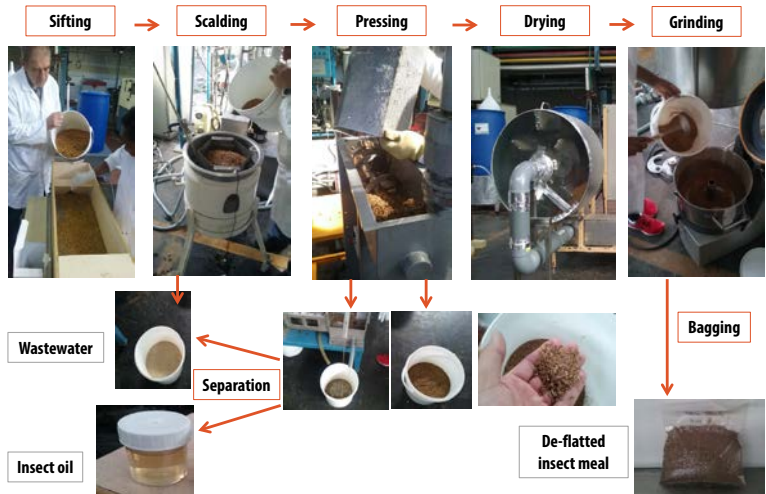 Sifting
Scalding
Pressing
Drying
Grinding
Wastewater
Separation
Bagging
Insect oil
De-flatted
insect meal